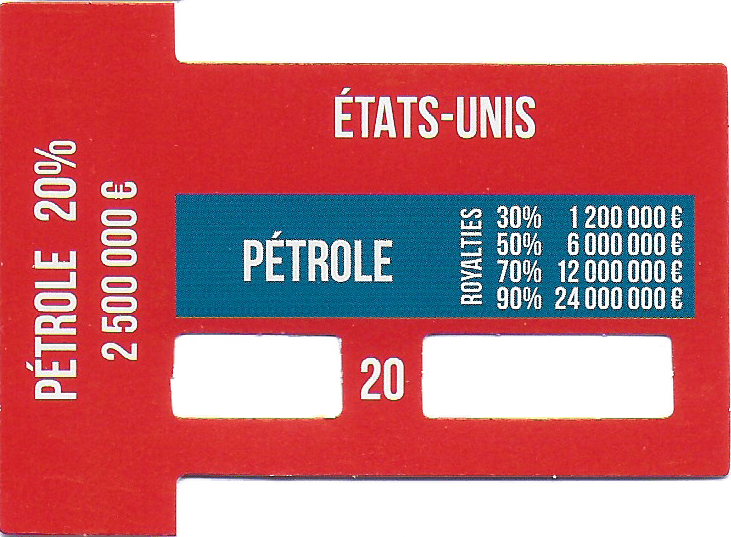 PÉTROLE 20%
2 500 000 €
ÉTATS-UNIS
PÉTROLE
ROYALTIES
30% 1 200 000 €
50% 6 000 000 €
70% 12 000 000 €
90% 24 000 000 €
20